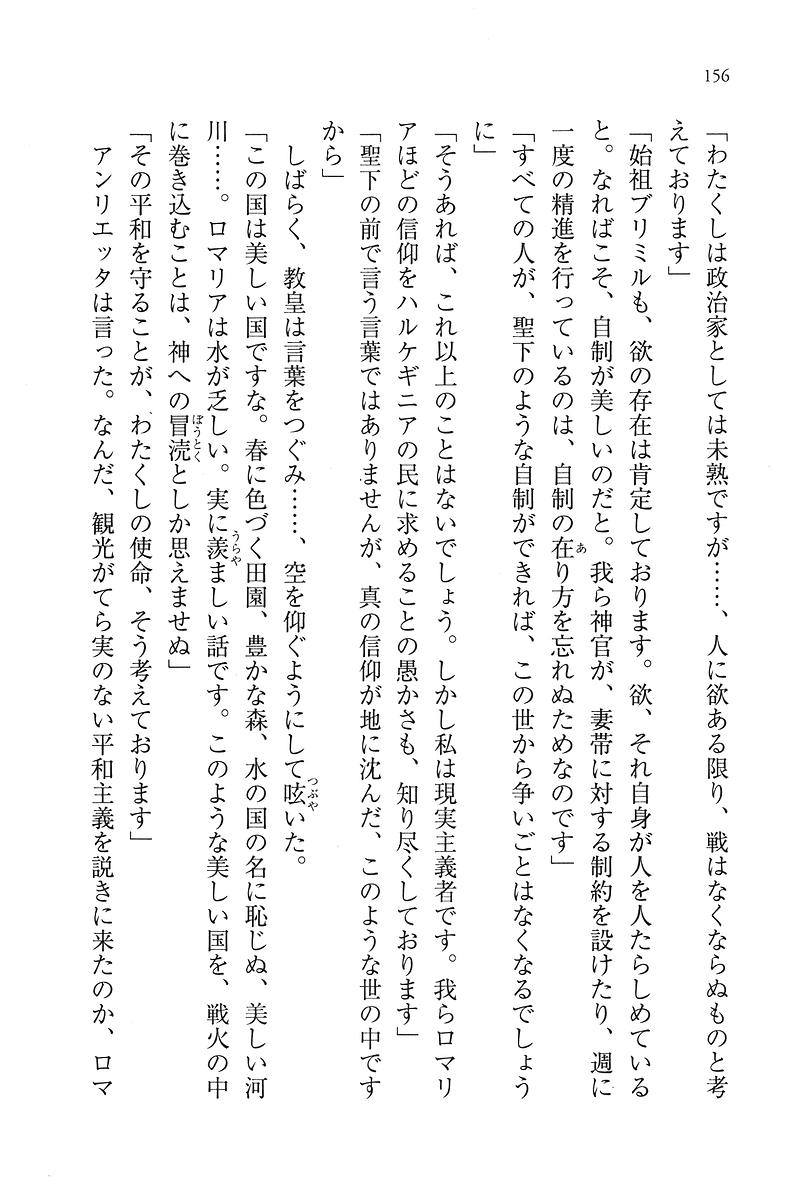 156
「わたくしは政治家としては未熟ですが……、人に欲ある限り、戦はなくならぬものと考
えております」
「始祖ブリミルも、欲の存在は肯定しております。欲、それ自身が人を人たらしめている
と。なればこそ、自制が美しいのだと。我ら神官が、妻帯に対する制約を設けたり、週に
一度の精進を行っているのは、自制の在り方を忘れぬためなのです」
「すべての人が、聖下のような自制ができれば、この世から争いごとはなくなるでしょう
に」
「そうあれば、これ以上のことはないでしょう。しかし私は現実主義者です。我らロマリ
アほどの信仰をハルケギニアの民に求めることの愚かさも、知り尽くしております」
「聖下の前で言う言葉ではありませんが、真の信仰が地に沈んだ、このような世の中です
から」
しばらく、教皇は言葉をつぐみ……、空を仰ぐようにして呟いた。
「この国は美しい国ですな。春に色づく田園、豊かな森、水の国の名に恥じぬ、美しい河
川……。ロマリアは水が乏しい。実に羨ましい話です。このような美しい国を、戦火の中
に巻き込むことは、神への冒涜としか思えませぬ」
「その平和を守ることが、わたくしの使命、そう考えております」
アンリエッタは言った。なんだ、観光がてら実のない平和主義を説きに来たのか、ロマ